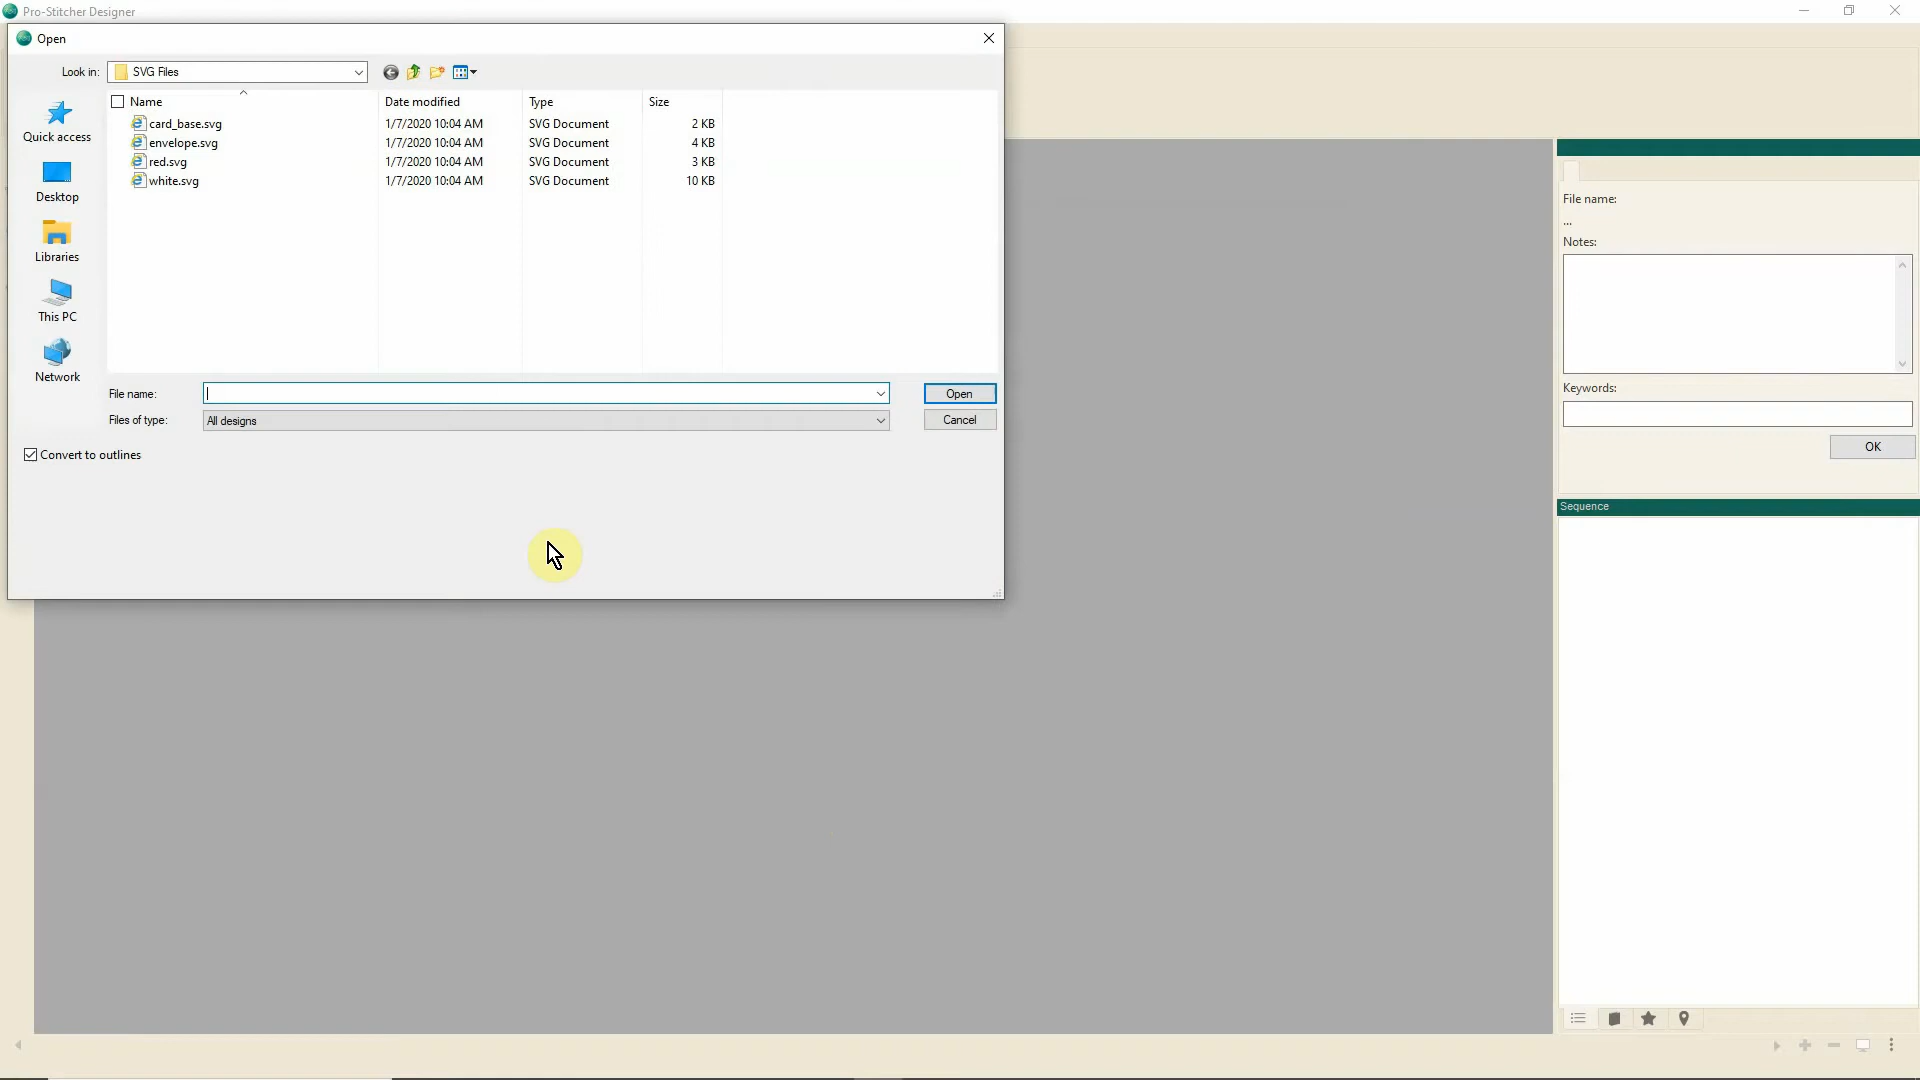 Pro-Stitcher Designer
Open
Look in: SVG Files
Name Date modified Type Size
card_base.svg 1/7/2020 10:04 AM SVG Document 2 KB
envelope.svg 1/7/2020 10:04 AM SVG Document 4 KB
red.svg 1/7/2020 10:04 AM SVG Document 3 KB
white.svg 1/7/2020 10:04 AM SVG Document 10 KB
Quick access
Desktop
Libraries
This PC
Network
File name: Open
Files of type: All designs Cancel
Convert to outlines
File name:
...
Notes:
Keywords:
OK
Sequence